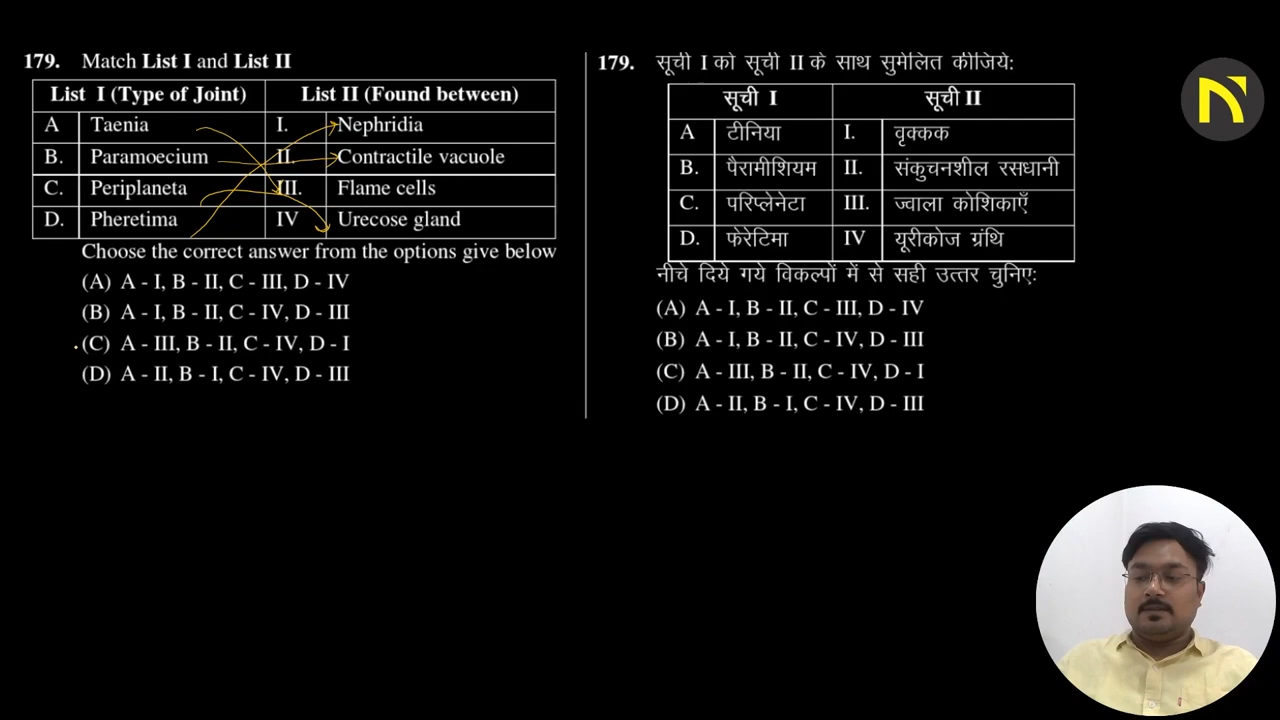 179. Match List I and List II
List I (Type of Joint) List II (Found between)
A Taenia I. Nephridia
B. Paramoecium II. Contractile vacuole
C. Periplaneta III. Flame cells
D. Pheretima IV Urecose gland
Choose the correct answer from the options give below
(A) A - I, B - II, C - III, D - IV
(B) A - I, B - II, C - IV, D - III
(C) A - III, B - II, C - IV, D - I
(D) A - II, B - I, C - IV, D - III
179. सूची I को सूची II के साथ सुमेलित कीजिये:
सूची I सूची II
A टीनिया I. वृक्कक
B. पैरामीशियम II. संकुचनशील रसधानी
C. परिप्लेनेटा III. ज्वाला कोशिकाएँ
D. फेरेटिमा IV यूरीकोज ग्रंथि
नीचे दिये गये विकल्पों में से सही उत्तर चुनिए:
(A) A - I, B - II, C - III, D - IV
(B) A - I, B - II, C - IV, D - III
(C) A - III, B - II, C - IV, D - I
(D) A - II, B - I, C - IV, D - III